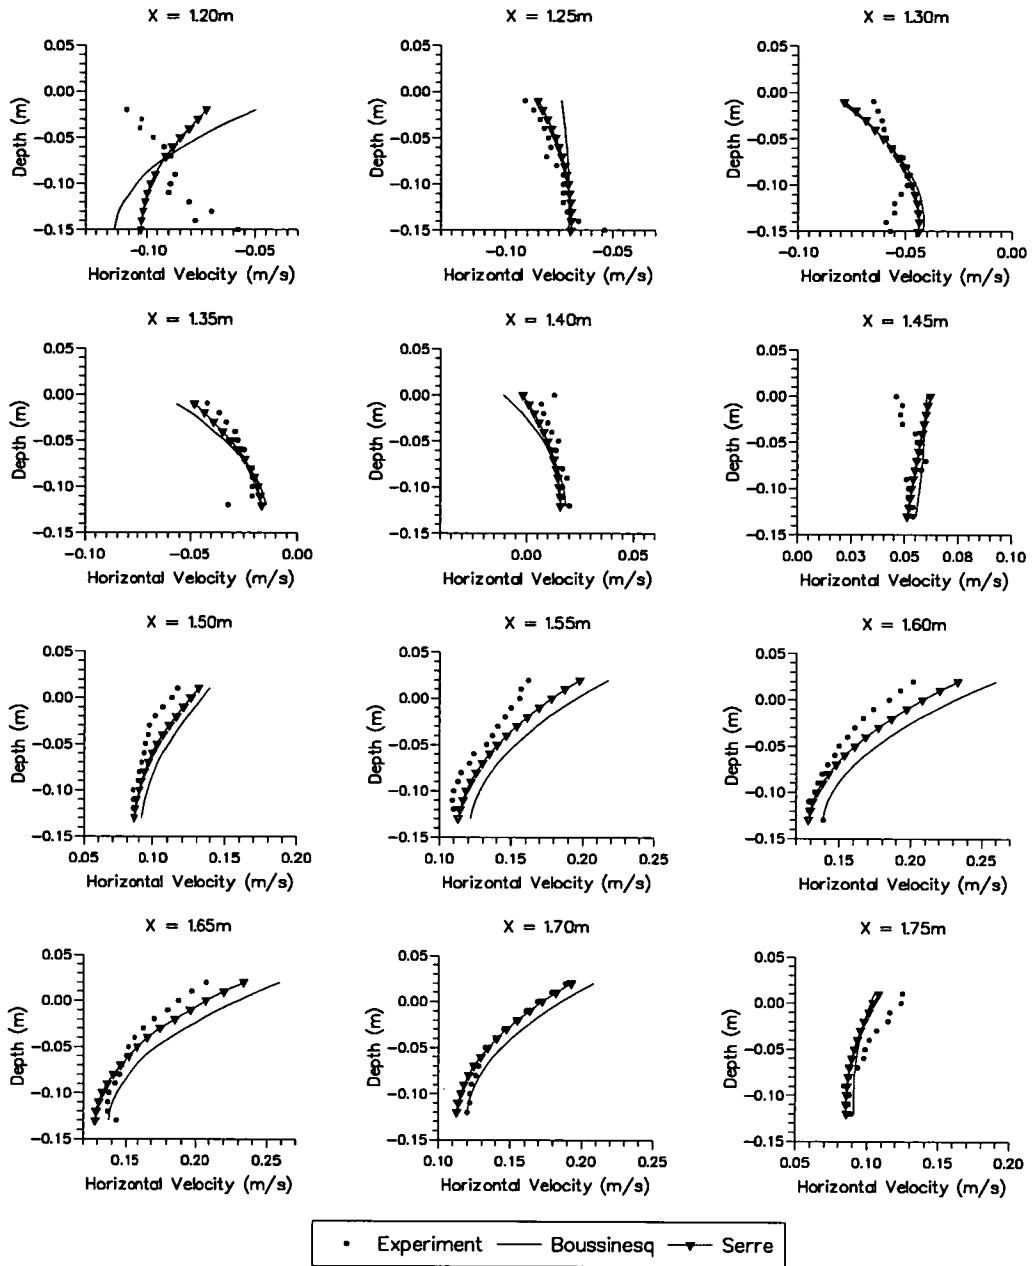 X = 1.20m
X = 1.25m
X = 1.30m
0.05
0.00
−0.05
−0.10
−0.15
Depth (m)
−0.10
−0.05
Horizontal Velocity (m/s)
0.05
0.00
−0.05
−0.10
−0.15
Depth (m)
−0.10
−0.05
0.00
Horizontal Velocity (m/s)
0.05
0.00
−0.05
−0.10
−0.15
Depth (m)
−0.10
−0.05
0.00
Horizontal Velocity (m/s)
X = 1.35m
X = 1.40m
X = 1.45m
0.05
0.00
−0.05
−0.10
−0.15
Depth (m)
−0.10
−0.05
0.00
Horizontal Velocity (m/s)
0.05
0.00
−0.05
−0.10
−0.15
Depth (m)
0.00
0.05
Horizontal Velocity (m/s)
0.05
0.00
−0.05
−0.10
−0.15
Depth (m)
0.00
0.03
0.05
0.08
0.10
Horizontal Velocity (m/s)
X = 1.50m
X = 1.55m
X = 1.60m
0.05
0.00
−0.05
−0.10
−0.15
Depth (m)
0.05
0.10
0.15
0.20
Horizontal Velocity (m/s)
0.05
0.00
−0.05
−0.10
−0.15
Depth (m)
0.10
0.15
0.20
0.25
Horizontal Velocity (m/s)
0.05
0.00
−0.05
−0.10
−0.15
Depth (m)
0.15
0.20
0.25
Horizontal Velocity (m/s)
X = 1.65m
X = 1.70m
X = 1.75m
0.05
0.00
−0.05
−0.10
−0.15
Depth (m)
0.15
0.20
0.25
Horizontal Velocity (m/s)
0.05
0.00
−0.05
−0.10
−0.15
Depth (m)
0.10
0.15
0.20
0.25
Horizontal Velocity (m/s)
0.05
0.00
−0.05
−0.10
−0.15
Depth (m)
0.05
0.10
0.15
0.20
Horizontal Velocity (m/s)
Experiment Boussinesq Serre